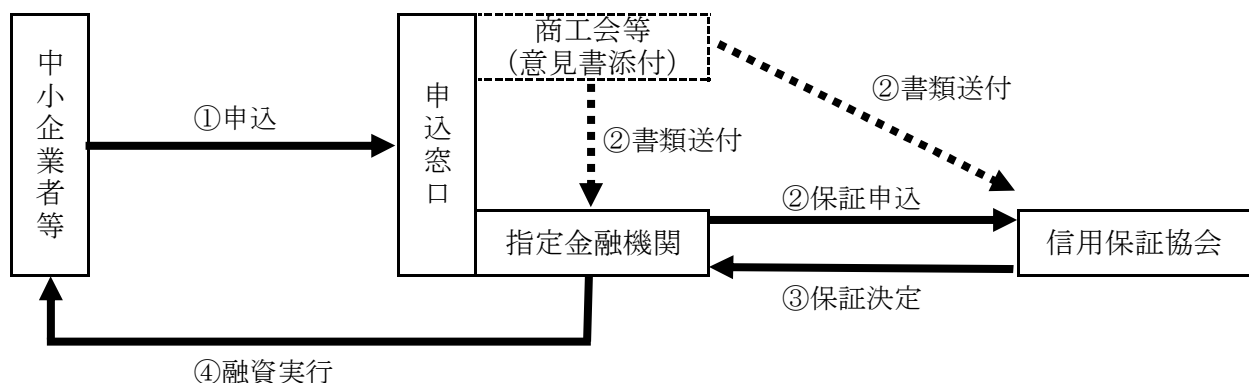 中小企業者等
①申込
申込窓口
商工会等
（意見書添付）
②書類送付
②書類送付
指定金融機関
②保証申込
③保証決定
信用保証協会
④融資実行